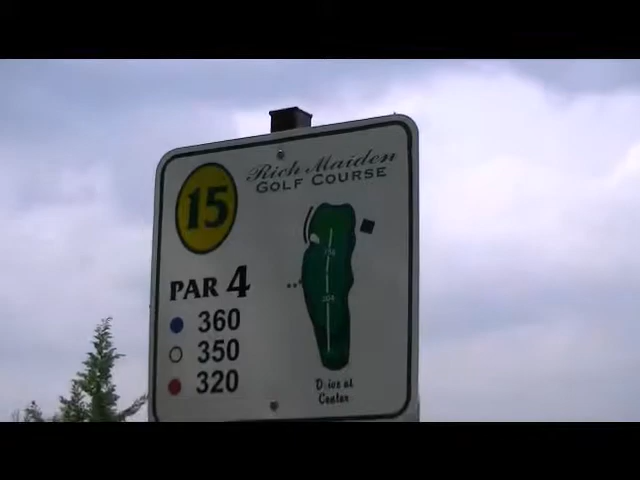 Rich Maiden
GOLF COURSE
15
PAR 4
360
350
320
Drive at
Center